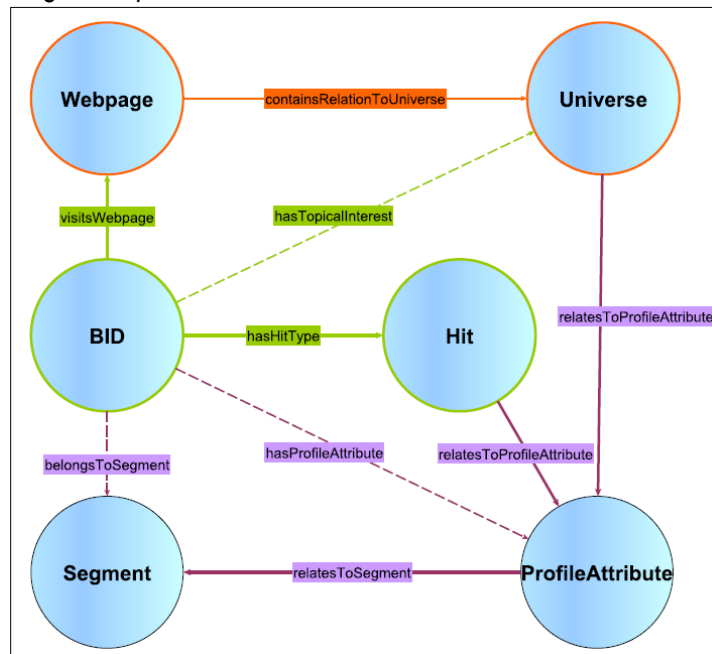 Webpage
containsRelationToUniverse
Universe
visitsWebpage
hasTopicalInterest
BID
hasHitType
Hit
relatesToProfileAttribute
belongsToSegment
hasProfileAttribute
relatesToProfileAttribute
Segment
relatesToSegment
ProfileAttribute